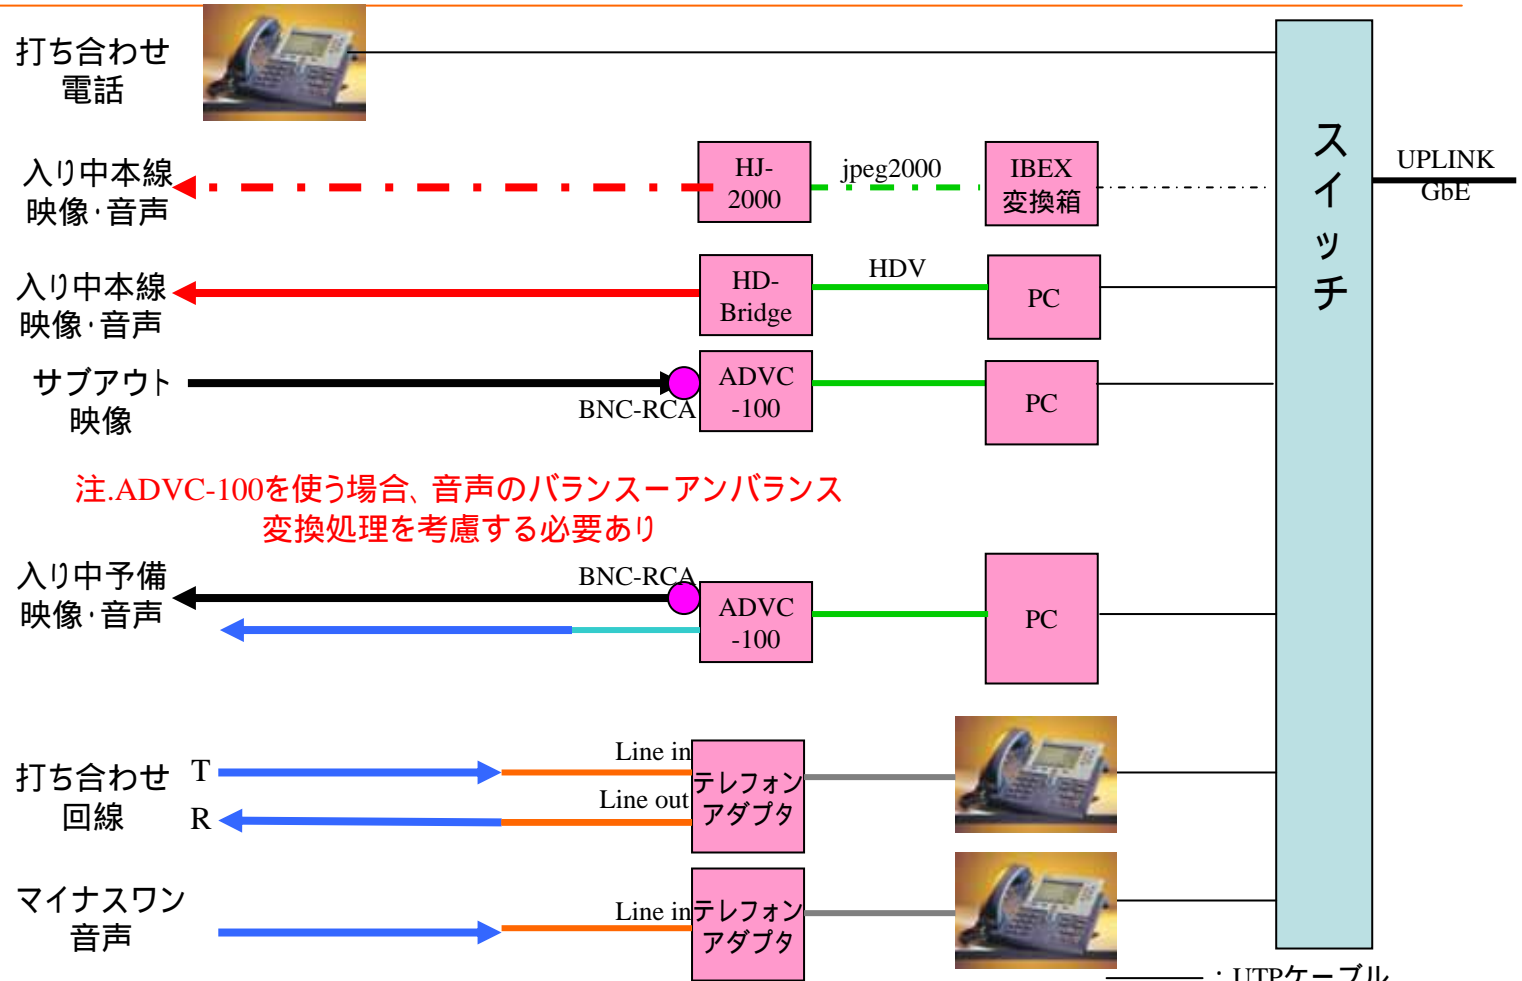 打ち合わせ
電話
入り中本線
映像・音声
HJ-
2000
jpeg2000
IBEX
変換箱
スイッチ
UPLINK
GbE
入り中本線
映像・音声
HD-
Bridge
HDV
PC
サブアウト
映像
BNC-RCA
ADVC
-100
PC
注.ADVC-100を使う場合、音声のバランスーアンバランス
変換処理を考慮する必要あり
入り中予備
映像・音声
BNC-RCA
ADVC
-100
PC
打ち合わせ
回線
T
R
Line in
Line out
テレフォン
アダプタ
マイナスワン
音声
Line in
テレフォン
アダプタ
：UTPケーブル